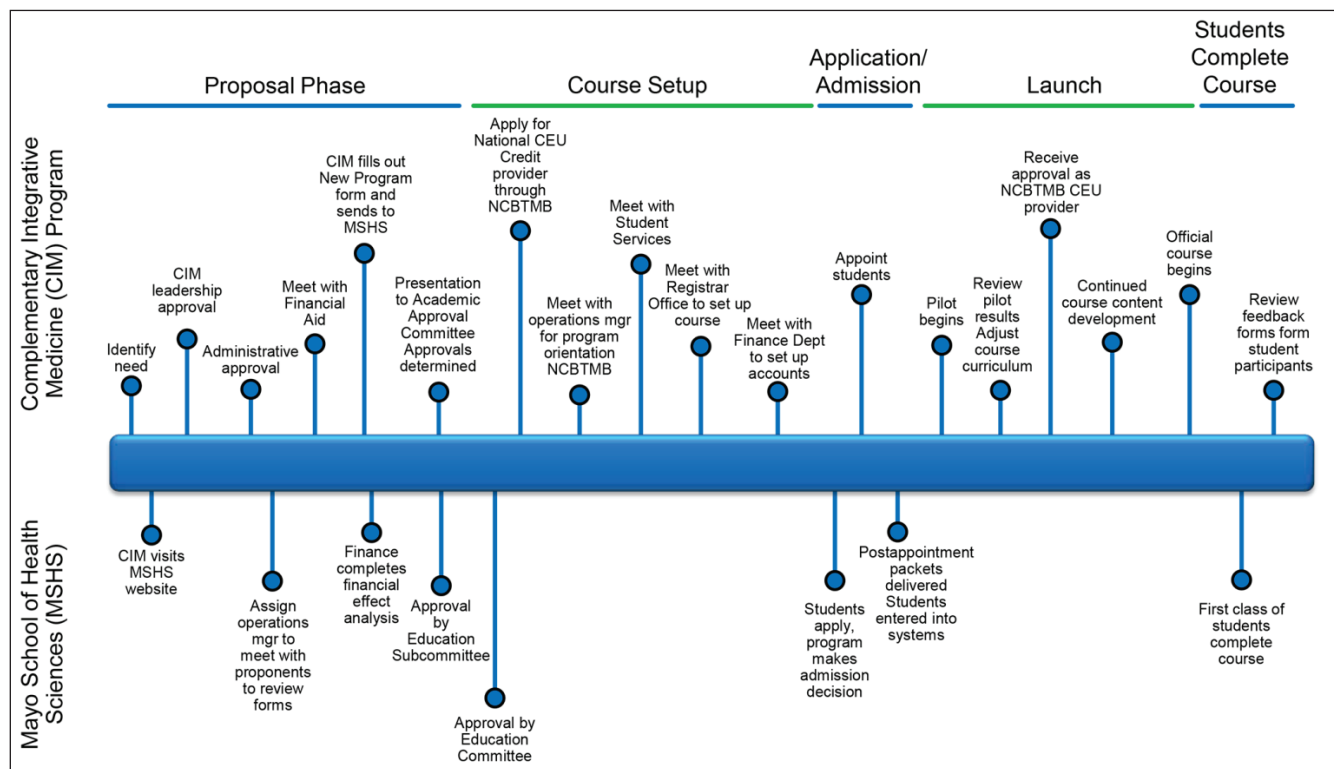 Complementary Integrative
Medicine (CIM) Program
Mayo School of Health
Sciences (MSHS)
Proposal Phase
Course Setup
Application/
Admission
Launch
Students
Complete
Course
Identify
need
CIM
leadership
approval
Administrative
approval
Meet with
Financial
Aid
CIM fills out
New Program
form and
sends to
MSHS
Presentation
to Academic
Approval
Committee
Approvals
determined
Apply for
National CEU
Credit
provider
through
NCBTMB
Meet with
operations mgr
for program
orientation
NCBTMB
Meet with
Student
Services
Meet with
Registrar
Office to set up
course
Meet with
Finance Dept
to set up
accounts
Appoint
students
Pilot
begins
Review
pilot
results
Adjust
course
curriculum
Receive
approval as
NCBTMB CEU
provider
Continued
course content
development
Official
course
begins
Review
feedback
forms form
student
participants
CIM visits
MSHS
website
Assign
operations
mgr to
meet with
proponents
to review
forms
Finance
completes
financial
effect
analysis
Approval
by
Education
Subcommittee
Approval by
Education
Committee
Students
apply,
program
makes
admission
decision
Postappointment
packets
delivered
Students
entered into
systems
First class of
students
complete
course